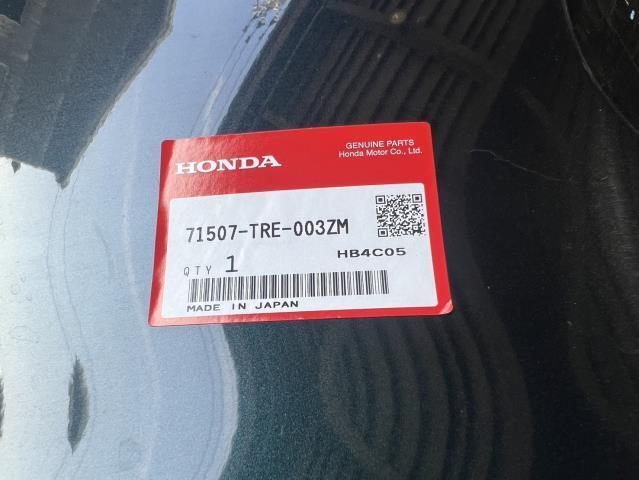 HONDA
GENUINE PARTS
Honda Motor Co., Ltd.
71507-TRE-003ZM
QTY 1
HB4C05
MADE IN JAPAN